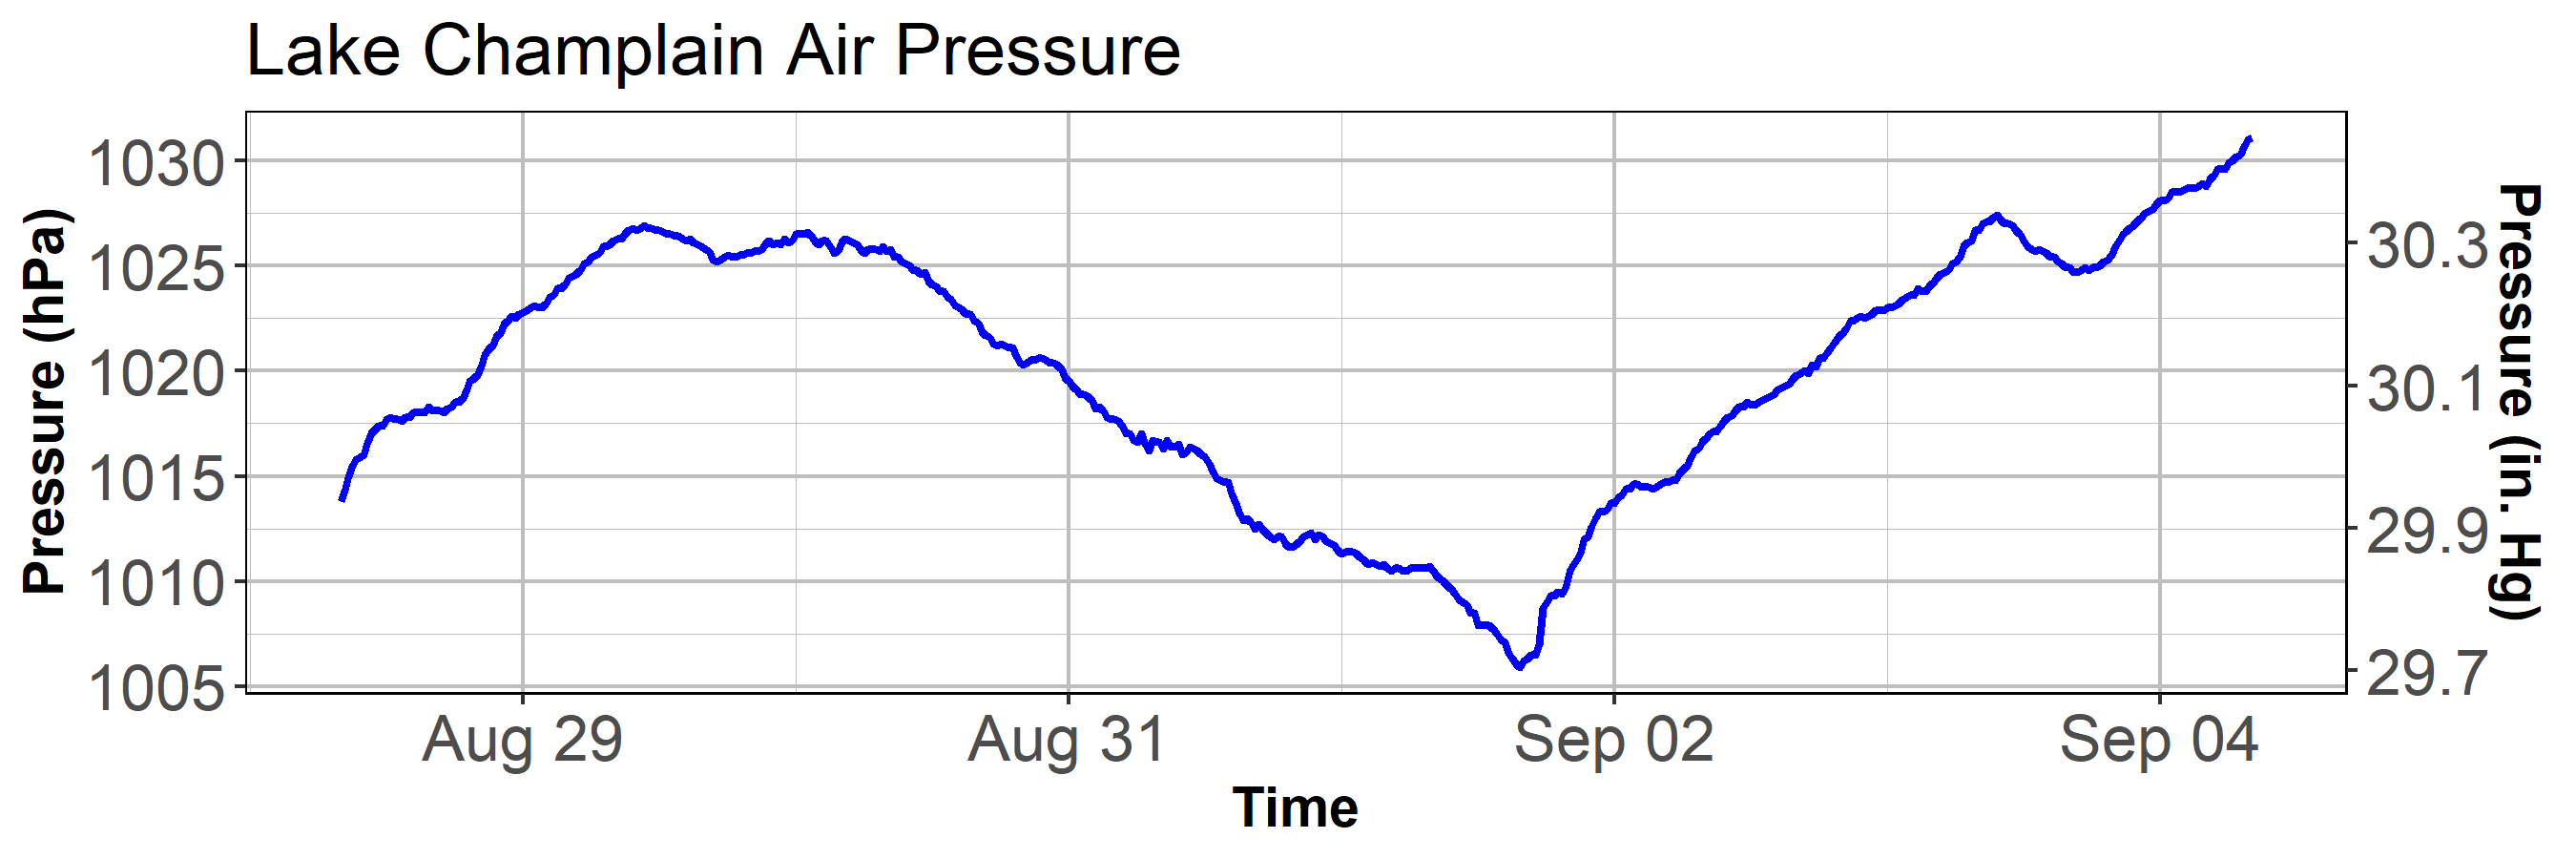 Lake Champlain Air Pressure
Pressure (hPa)
1030
1025
1020
1015
1010
1005
30.3
30.1
29.9
29.7
Pressure (in. Hg)
Aug 29
Aug 31
Sep 02
Sep 04
Time